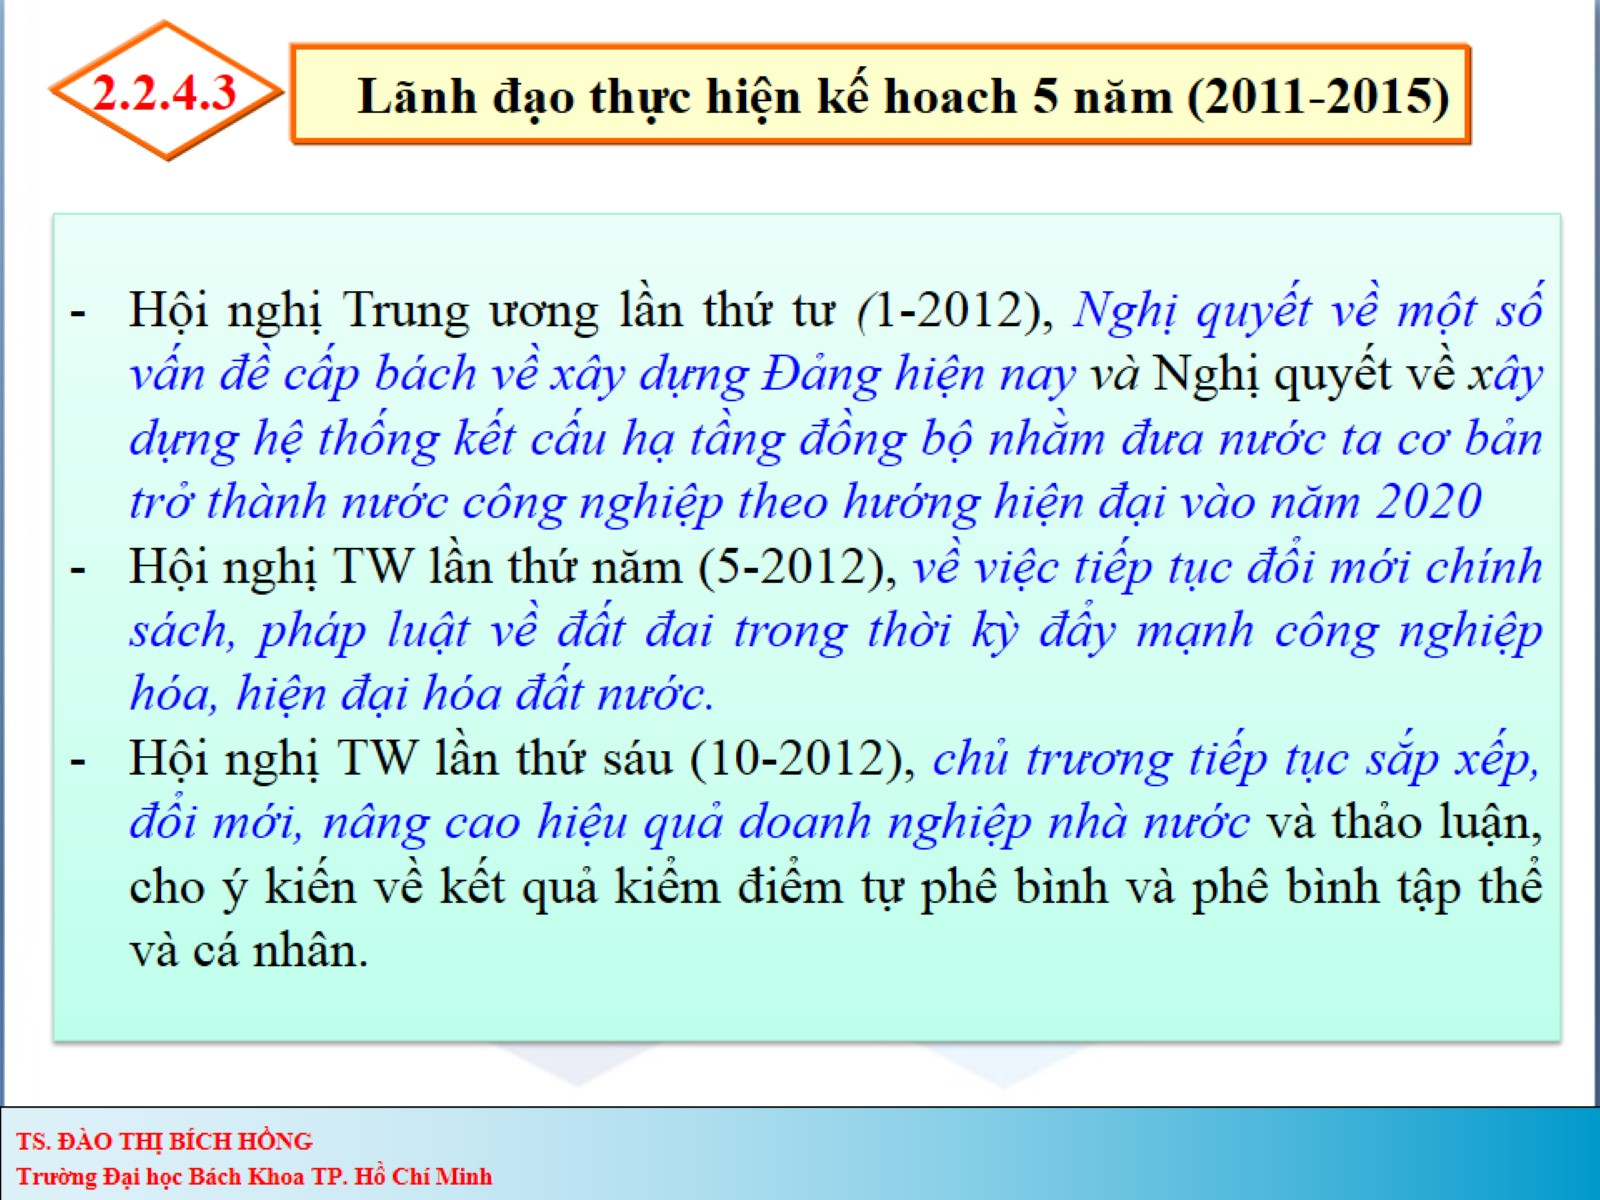 2.2.4.3
Lãnh đạo thực hiện kế hoach 5 năm (2011-2015)
- Hội nghị Trung ương lần thứ tư (1-2012), Nghị quyết về một số
vấn đề cấp bách về xây dựng Đảng hiện nay và Nghị quyết về xây
dựng hệ thống kết cấu hạ tầng đồng bộ nhằm đưa nước ta cơ bản
trở thành nước công nghiệp theo hướng hiện đại vào năm 2020
- Hội nghị TW lần thứ năm (5-2012), về việc tiếp tục đổi mới chính
sách, pháp luật về đất đai trong thời kỳ đẩy mạnh công nghiệp
hóa, hiện đại hóa đất nước.
- Hội nghị TW lần thứ sáu (10-2012), chủ trương tiếp tục sắp xếp,
đổi mới, nâng cao hiệu quả doanh nghiệp nhà nước và thảo luận,
cho ý kiến về kết quả kiểm điểm tự phê bình và phê bình tập thể
và cá nhân.
TS. ĐÀO THỊ BÍCH HỒNG
Trường Đại học Bách Khoa TP. Hồ Chí Minh